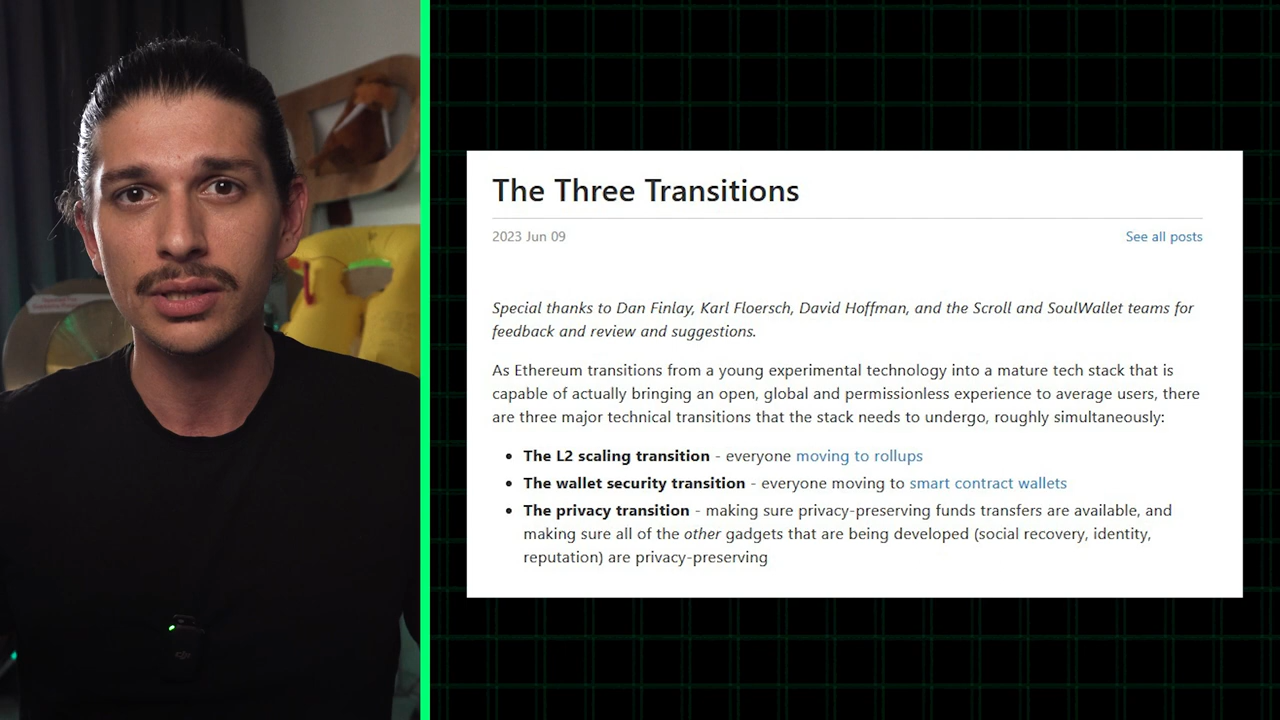 The Three Transitions
2023 Jun 09
See all posts
Special thanks to Dan Finlay, Karl Floersch, David Hoffman, and the Scroll and SoulWallet teams for
feedback and review and suggestions.
As Ethereum transitions from a young experimental technology into a mature tech stack that is
capable of actually bringing an open, global and permissionless experience to average users, there
are three major technical transitions that the stack needs to undergo, roughly simultaneously:
• The L2 scaling transition - everyone moving to rollups
• The wallet security transition - everyone moving to smart contract wallets
• The privacy transition - making sure privacy-preserving funds transfers are available, and
making sure all of the other gadgets that are being developed (social recovery, identity,
reputation) are privacy-preserving
dji